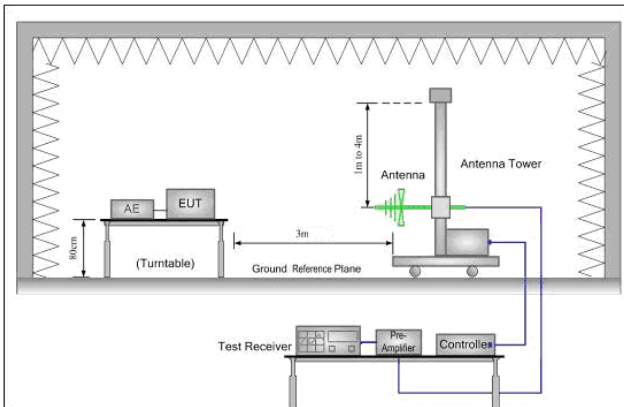 1m to 4m
Antenna
Antenna Tower
AE
EUT
80cm
(Turntable)
3m
Ground Reference Plane
Test Receiver
Pre-
Amplifier
Controller